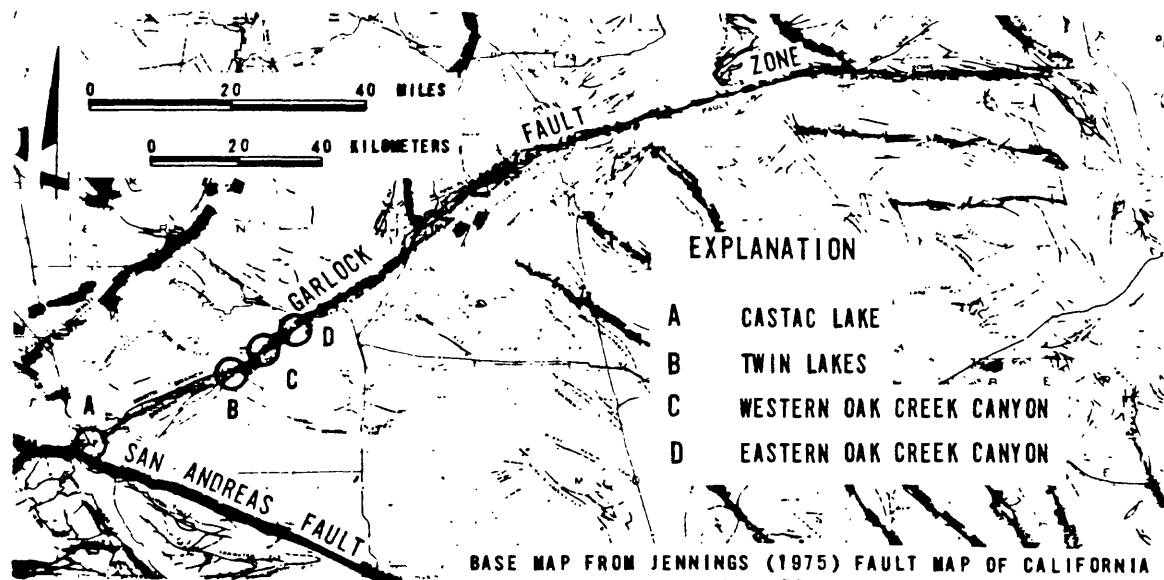 ZONE
0 20 40 MILES
FAULT
FAULT
0 20 40 KILOMETERS
EXPLANATION
GARLOCK
A CASTAC LAKE
D
B TWIN LAKES
C
A
B
C WESTERN OAK CREEK CANYON
D EASTERN OAK CREEK CANYON
SAN ANDREAS FAULT
BASE MAP FROM JENNINGS (1975) FAULT MAP OF CALIFORNIA